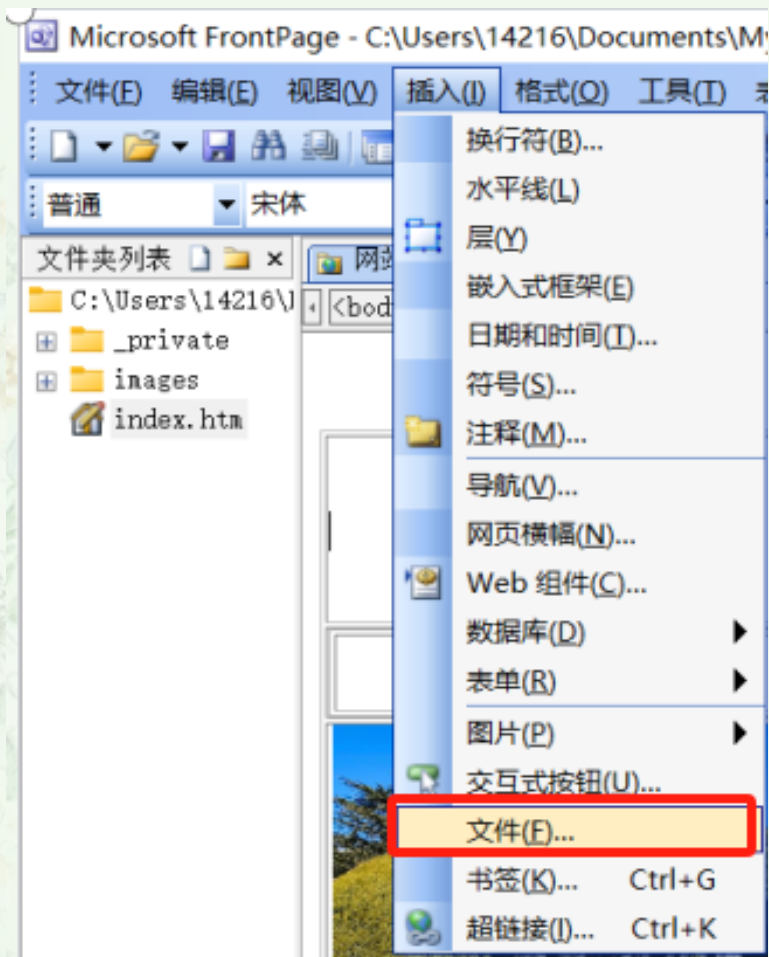 Microsoft FrontPage - C:\Users\14216\Documents\My
文件(F) 编辑(E) 视图(V) 插入(I) 格式(O) 工具(T)
普通 宋体
文件夹列表
C:\Users\14216\
_private
images
index.htm
<bod
换行符(B)...
水平线(L)
层(Y)
嵌入式框架(E)
日期和时间(T)...
符号(S)...
注释(M)...
导航(V)...
网页横幅(N)...
Web 组件(C)...
数据库(D)
表单(R)
图片(P)
交互式按钮(U)...
文件(F)...
书签(K)... Ctrl+G
超链接(I)... Ctrl+K